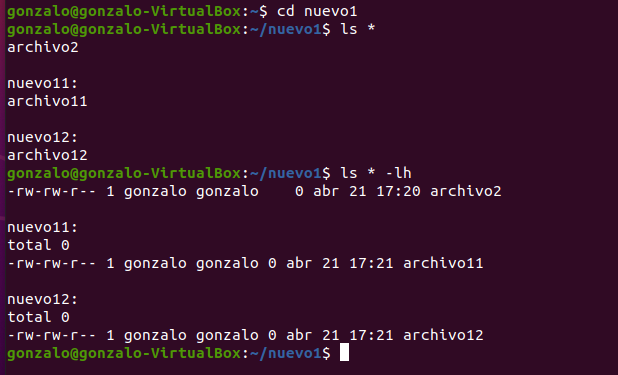 gonzalo@gonzalo-VirtualBox:~$ cd nuevo1
gonzalo@gonzalo-VirtualBox:~/nuevo1$ ls *
archivo2

nuevo11:
archivo11

nuevo12:
archivo12
gonzalo@gonzalo-VirtualBox:~/nuevo1$ ls * -lh
-rw-rw-r-- 1 gonzalo gonzalo    0 abr 21 17:20 archivo2

nuevo11:
total 0
-rw-rw-r-- 1 gonzalo gonzalo 0 abr 21 17:21 archivo11

nuevo12:
total 0
-rw-rw-r-- 1 gonzalo gonzalo 0 abr 21 17:21 archivo12
gonzalo@gonzalo-VirtualBox:~/nuevo1$